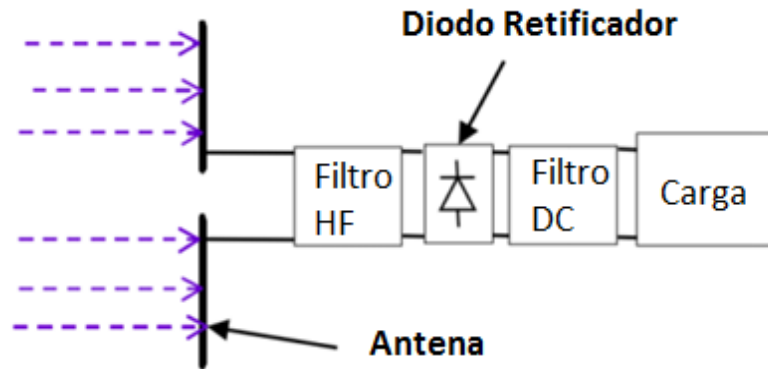 Diodo Retificador
Filtro
HF
Filtro
DC
Carga
Antena